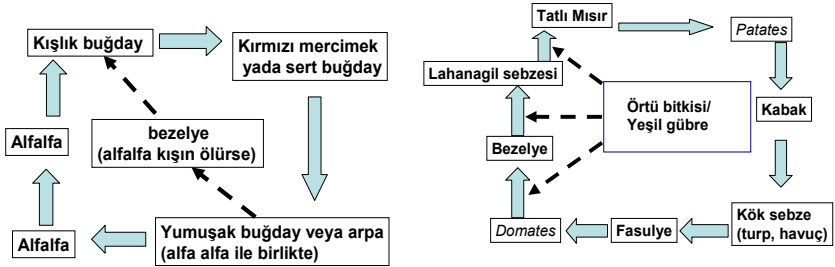 Kışlık buğday
Kırmızı mercimek
yada sert buğday
bezelye
(alfalfa kışın ölürse)
Alfalfa
Alfalfa
Yumuşak buğday veya arpa
(alfa alfa ile birlikte)
Tatlı Mısır
Patates
Lahanagil sebzesi
Örtü bitkisi/
Yeşil gübre
Kabak
Bezelye
Domates
Fasulye
Kök sebze
(turp, havuç)